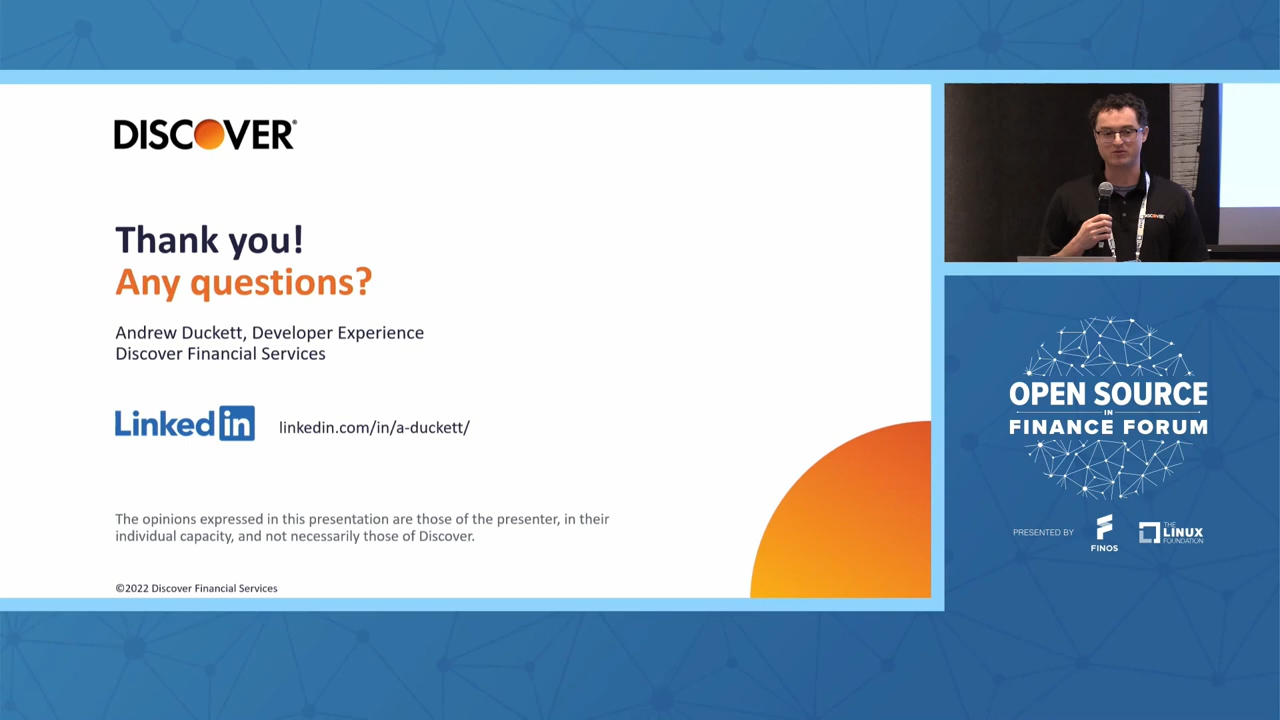 DISCOVER®
Thank you!
Any questions?
Andrew Duckett, Developer Experience
Discover Financial Services
LinkedIn
linkedin.com/in/a-duckett/
The opinions expressed in this presentation are those of the presenter, in their
individual capacity, and not necessarily those of Discover.
©2022 Discover Financial Services
DISCOVER
OPEN SOURCE
IN
FINANCE FORUM
PRESENTED BY
FINOS
THE
LINUX
FOUNDATION